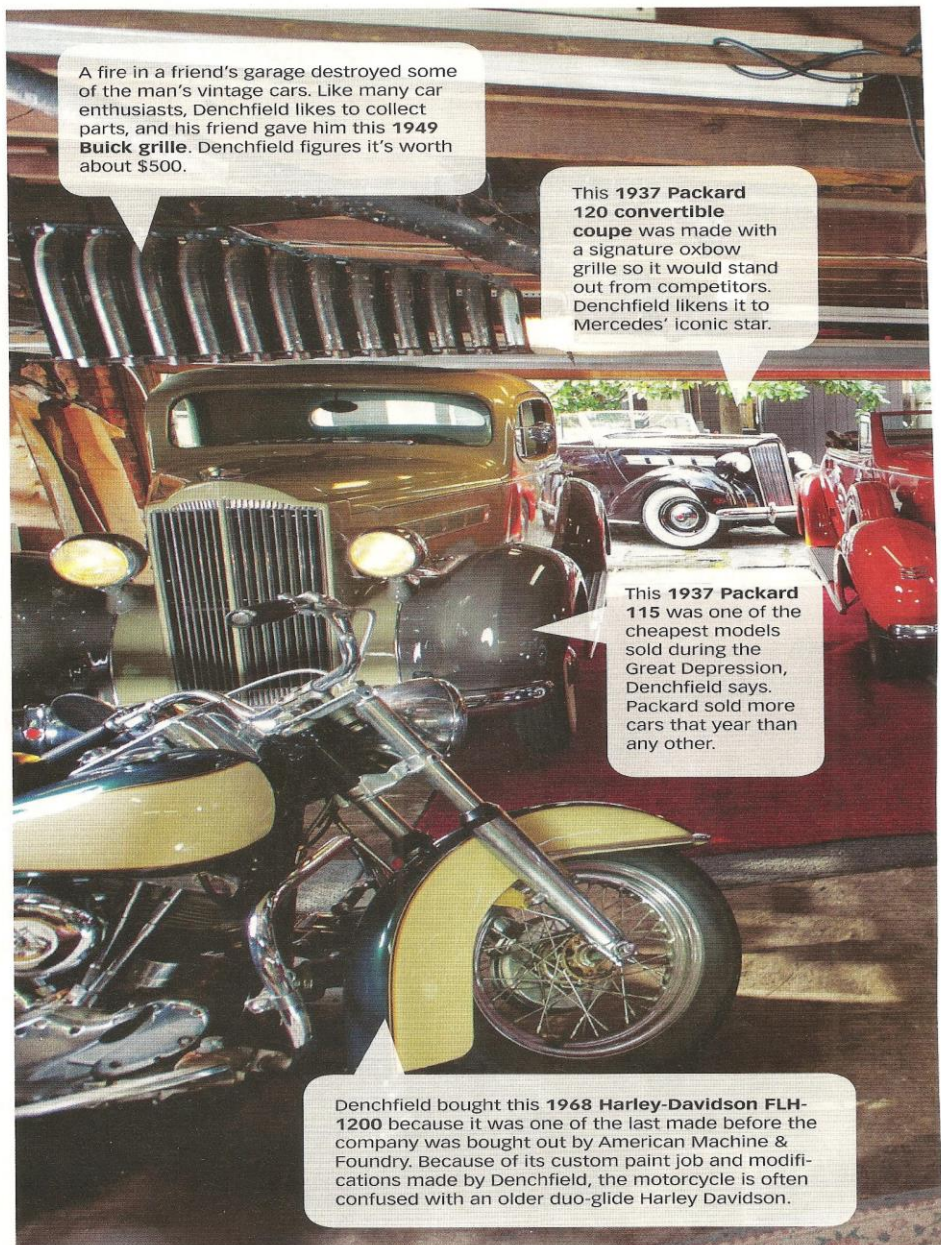 A fire in a friend's garage destroyed some
of the man's vintage cars. Like many car
enthusiasts, Denchfield likes to collect
parts, and his friend gave him this 1949
Buick grille. Denchfield figures it's worth
about $500.
This 1937 Packard
120 convertible
coupe was made with
a signature oxbow
grille so it would stand
out from competitors.
Denchfield likens it to
Mercedes' iconic star.
This 1937 Packard
115 was one of the
cheapest models
sold during the
Great Depression,
Denchfield says.
Packard sold more
cars that year than
any other.
Denchfield bought this 1968 Harley-Davidson FLH-
1200 because it was one of the last made before the
company was bought out by American Machine &
Foundry. Because of its custom paint job and modifi-
cations made by Denchfield, the motorcycle is often
confused with an older duo-glide Harley Davidson.